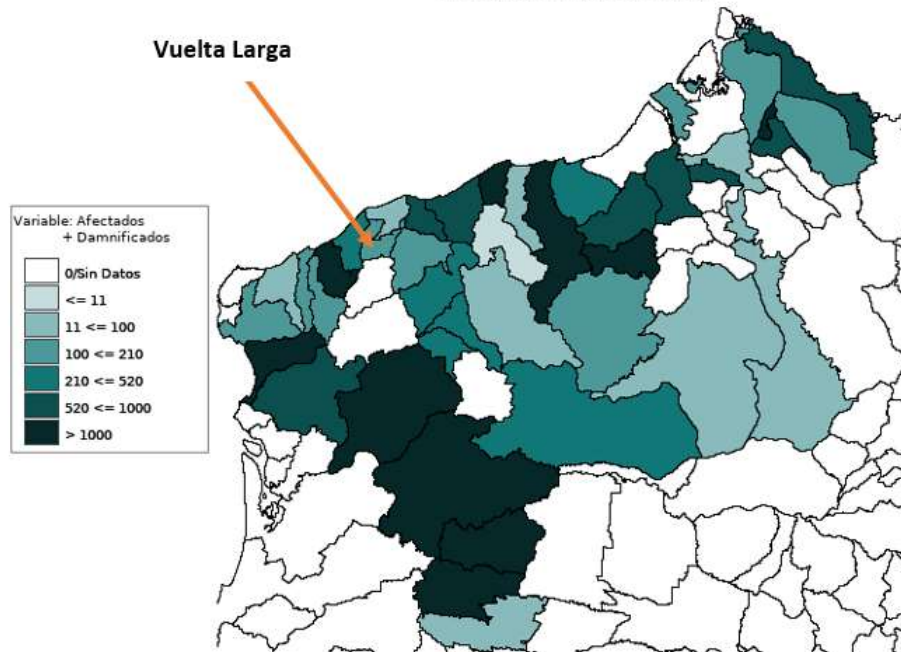 Vuelta Larga
Variable: Afectados
+ Damnificados
0/Sin Datos
<= 11
11 <= 100
100 <= 210
210 <= 520
520 <= 1000
> 1000